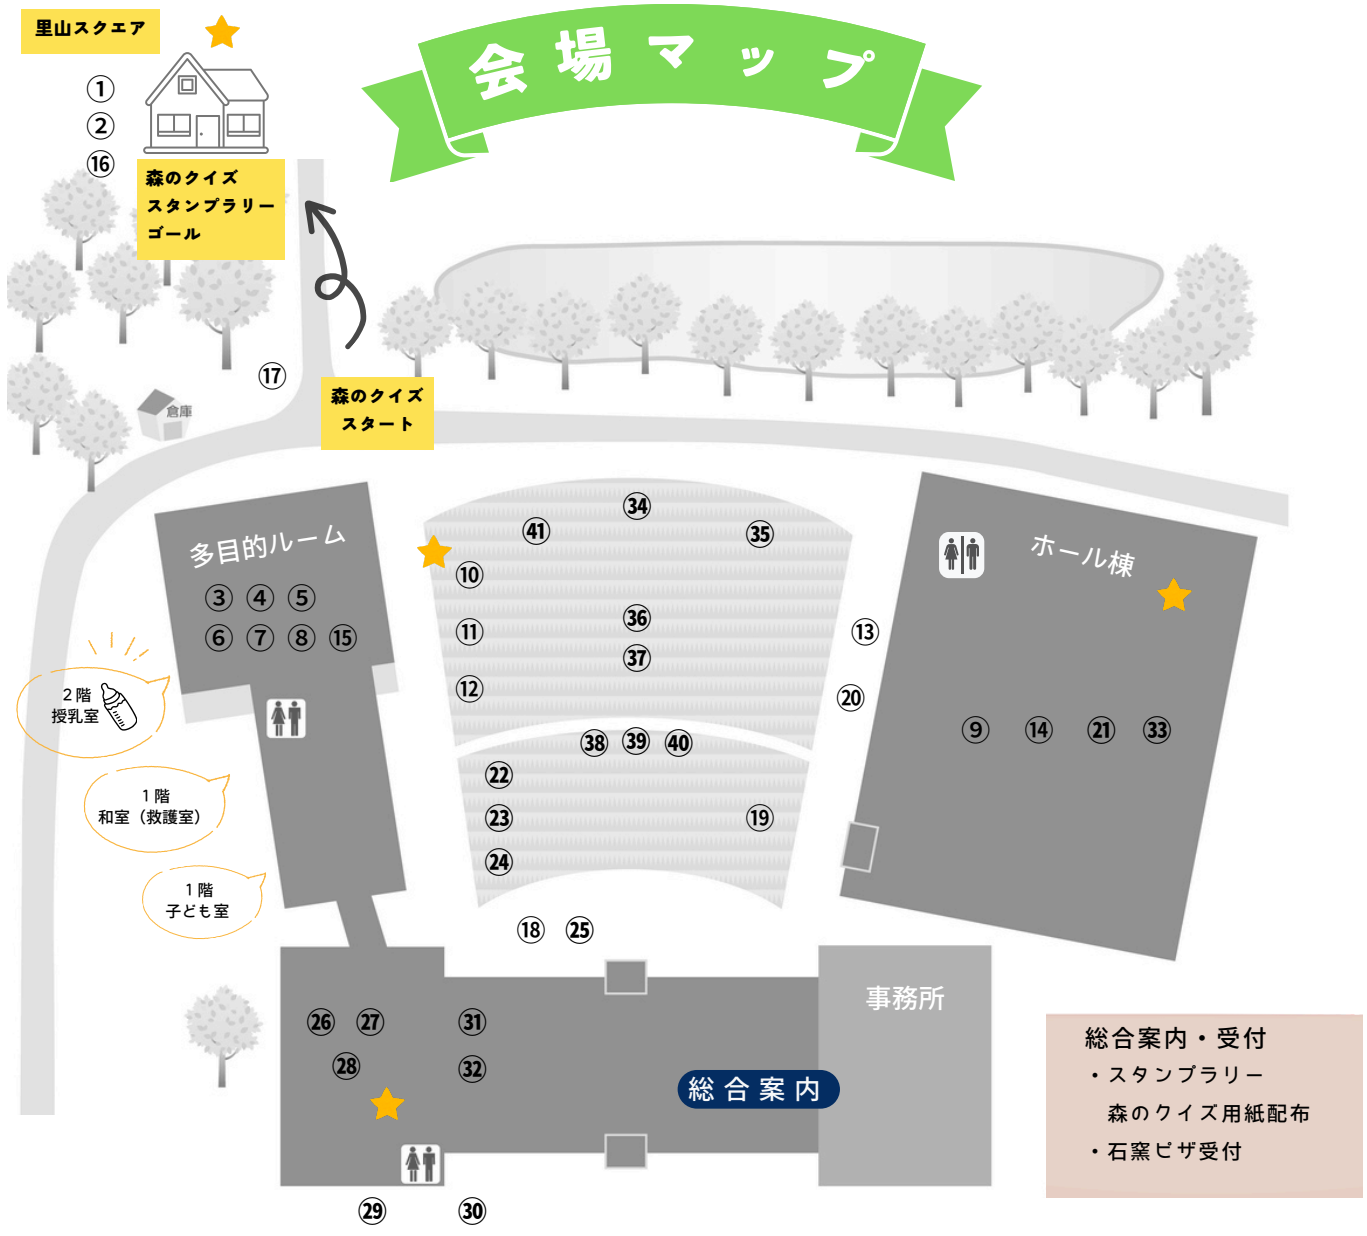 会場マップ
里山スクエア
①
②
⑯
森のクイズ
スタンプラリー
ゴール
⑰
倉庫
森のクイズ
スタート
多目的ルーム
③ ④ ⑤
⑥ ⑦ ⑧ ⑮
２階
授乳室
１階
和室（救護室）
１階
子ども室
㉞
㊶
㉟
⑩
⑪
⑫
㊱
㊲
㊳ ㊴ ㊵
㉒
㉓
㉔
⑲
⑱ ㉕
⑬
⑳
ホール棟
⑨ ⑭ ㉑ ㉝
㉖ ㉗
㉘
㉛
㉜
㉙ ㉚
総合案内
事務所
総合案内・受付
・スタンプラリー
森のクイズ用紙配布
・石窯ピザ受付